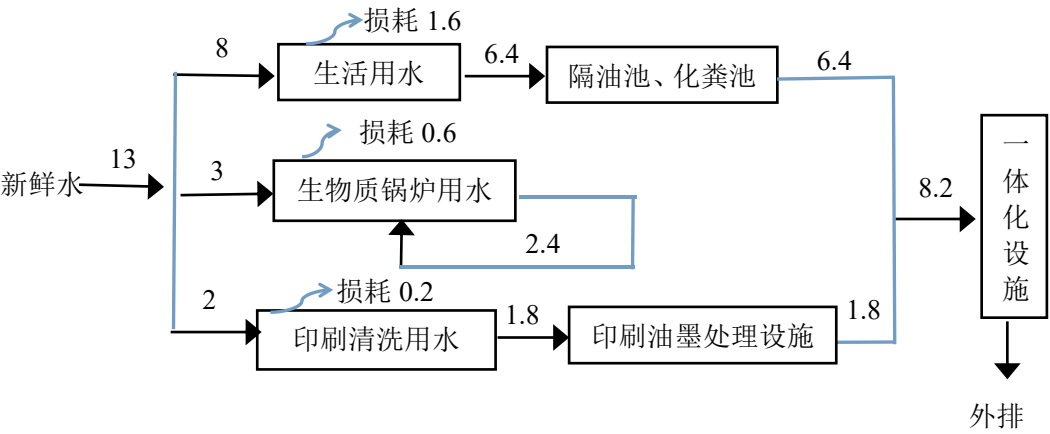 损耗 1.6
8
生活用水
6.4
隔油池、化粪池
6.4
损耗 0.6
新鲜水
13
3
生物质锅炉用水
2.4
8.2
一体化设施
损耗 0.2
2
印刷清洗用水
1.8
印刷油墨处理设施
1.8
外排